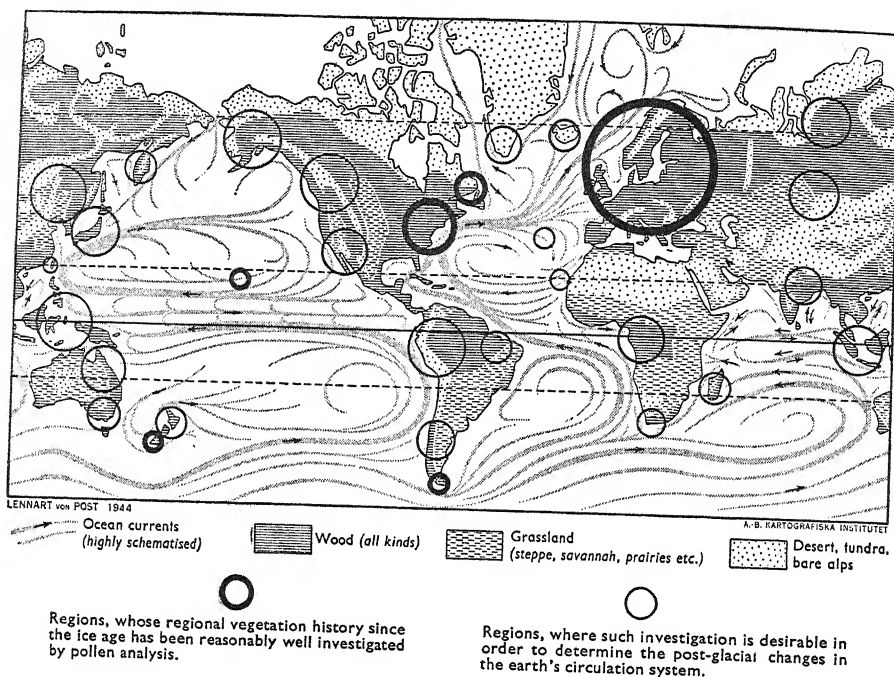 LENNART VON POST 1944
A.-B. KARTOGRAFISKA INSTITUTET
Ocean currents
(highly schematised)
Wood (all kinds)
Grassland
(steppe, savannah, prairies etc.)
Desert, tundra,
bare alps
Regions, whose regional vegetation history since
the ice age has been reasonably well investigated
by pollen analysis.
Regions, where such investigation is desirable in
order to determine the post-glacial changes in
the earth's circulation system.